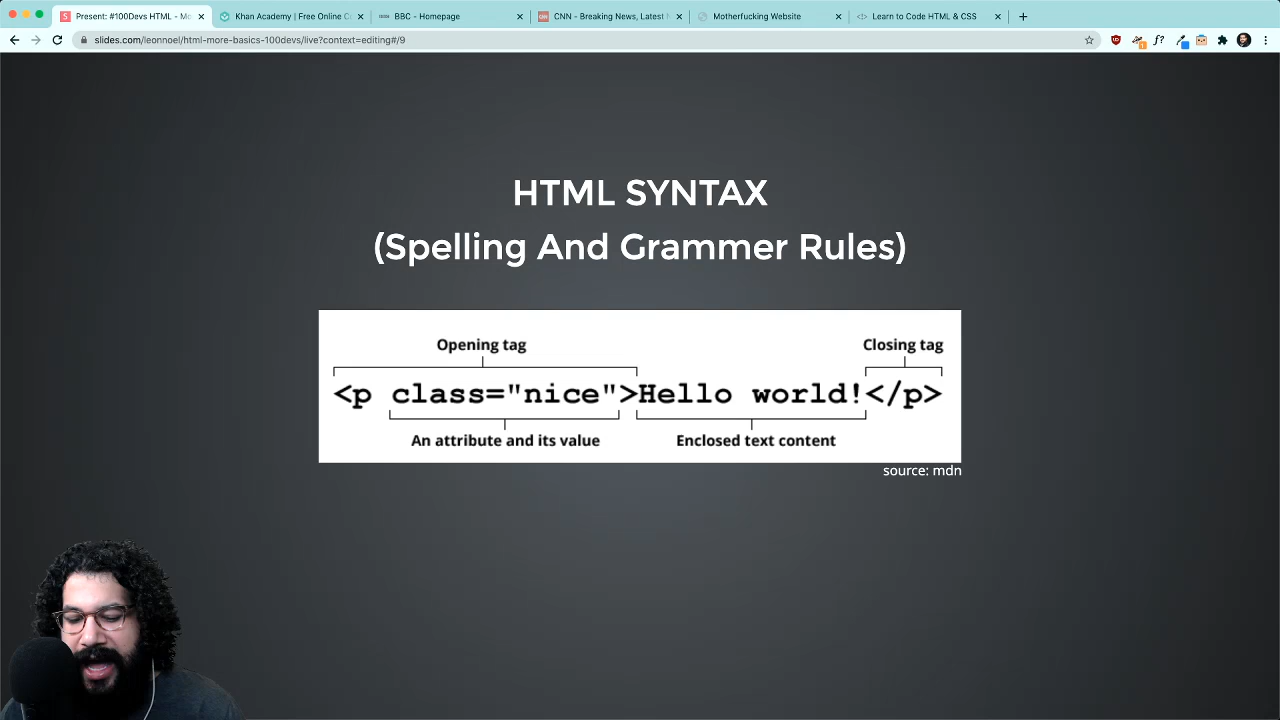 Present: #100Devs HTML - Mo
Khan Academy | Free Online C
BBC - Homepage
CNN - Breaking News, Latest N
Motherfucking Website
Learn to Code HTML & CSS
slides.com/leonnoel/html-more-basics-100devs/live?context=editing#/9
HTML SYNTAX
(Spelling And Grammer Rules)
Opening tag
Closing tag
<p class="nice">Hello world!</p>
An attribute and its value
Enclosed text content
source: mdn